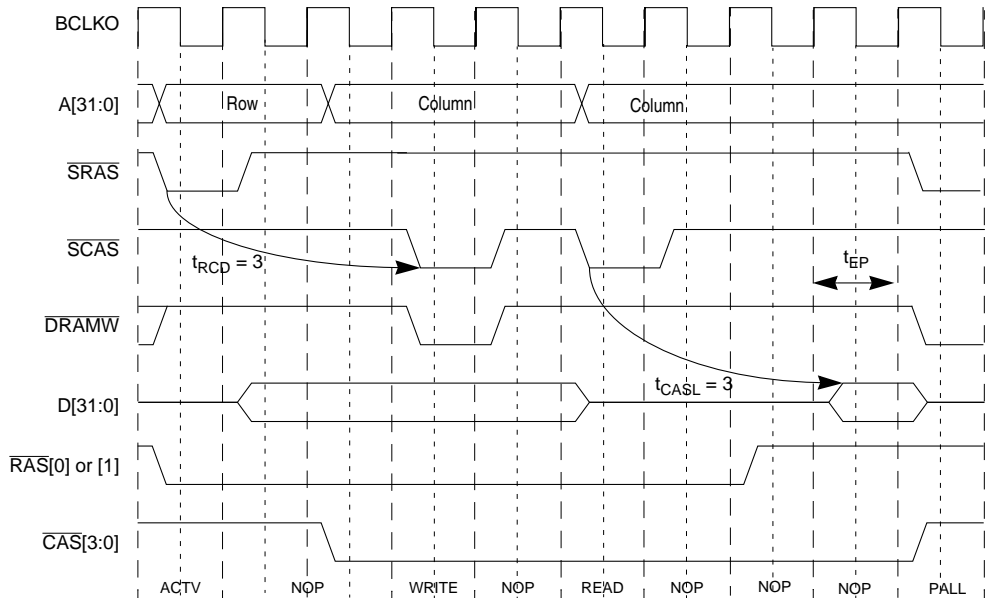 BCLKO
A[31:0] Row Column Column
SRAS
SCAS
tRCD = 3 tEP
DRAMW
tCASL = 3
D[31:0]
RAS[0] or [1]
CAS[3:0]
ACTV NOP WRITE NOP READ NOP NOP NOP PALL